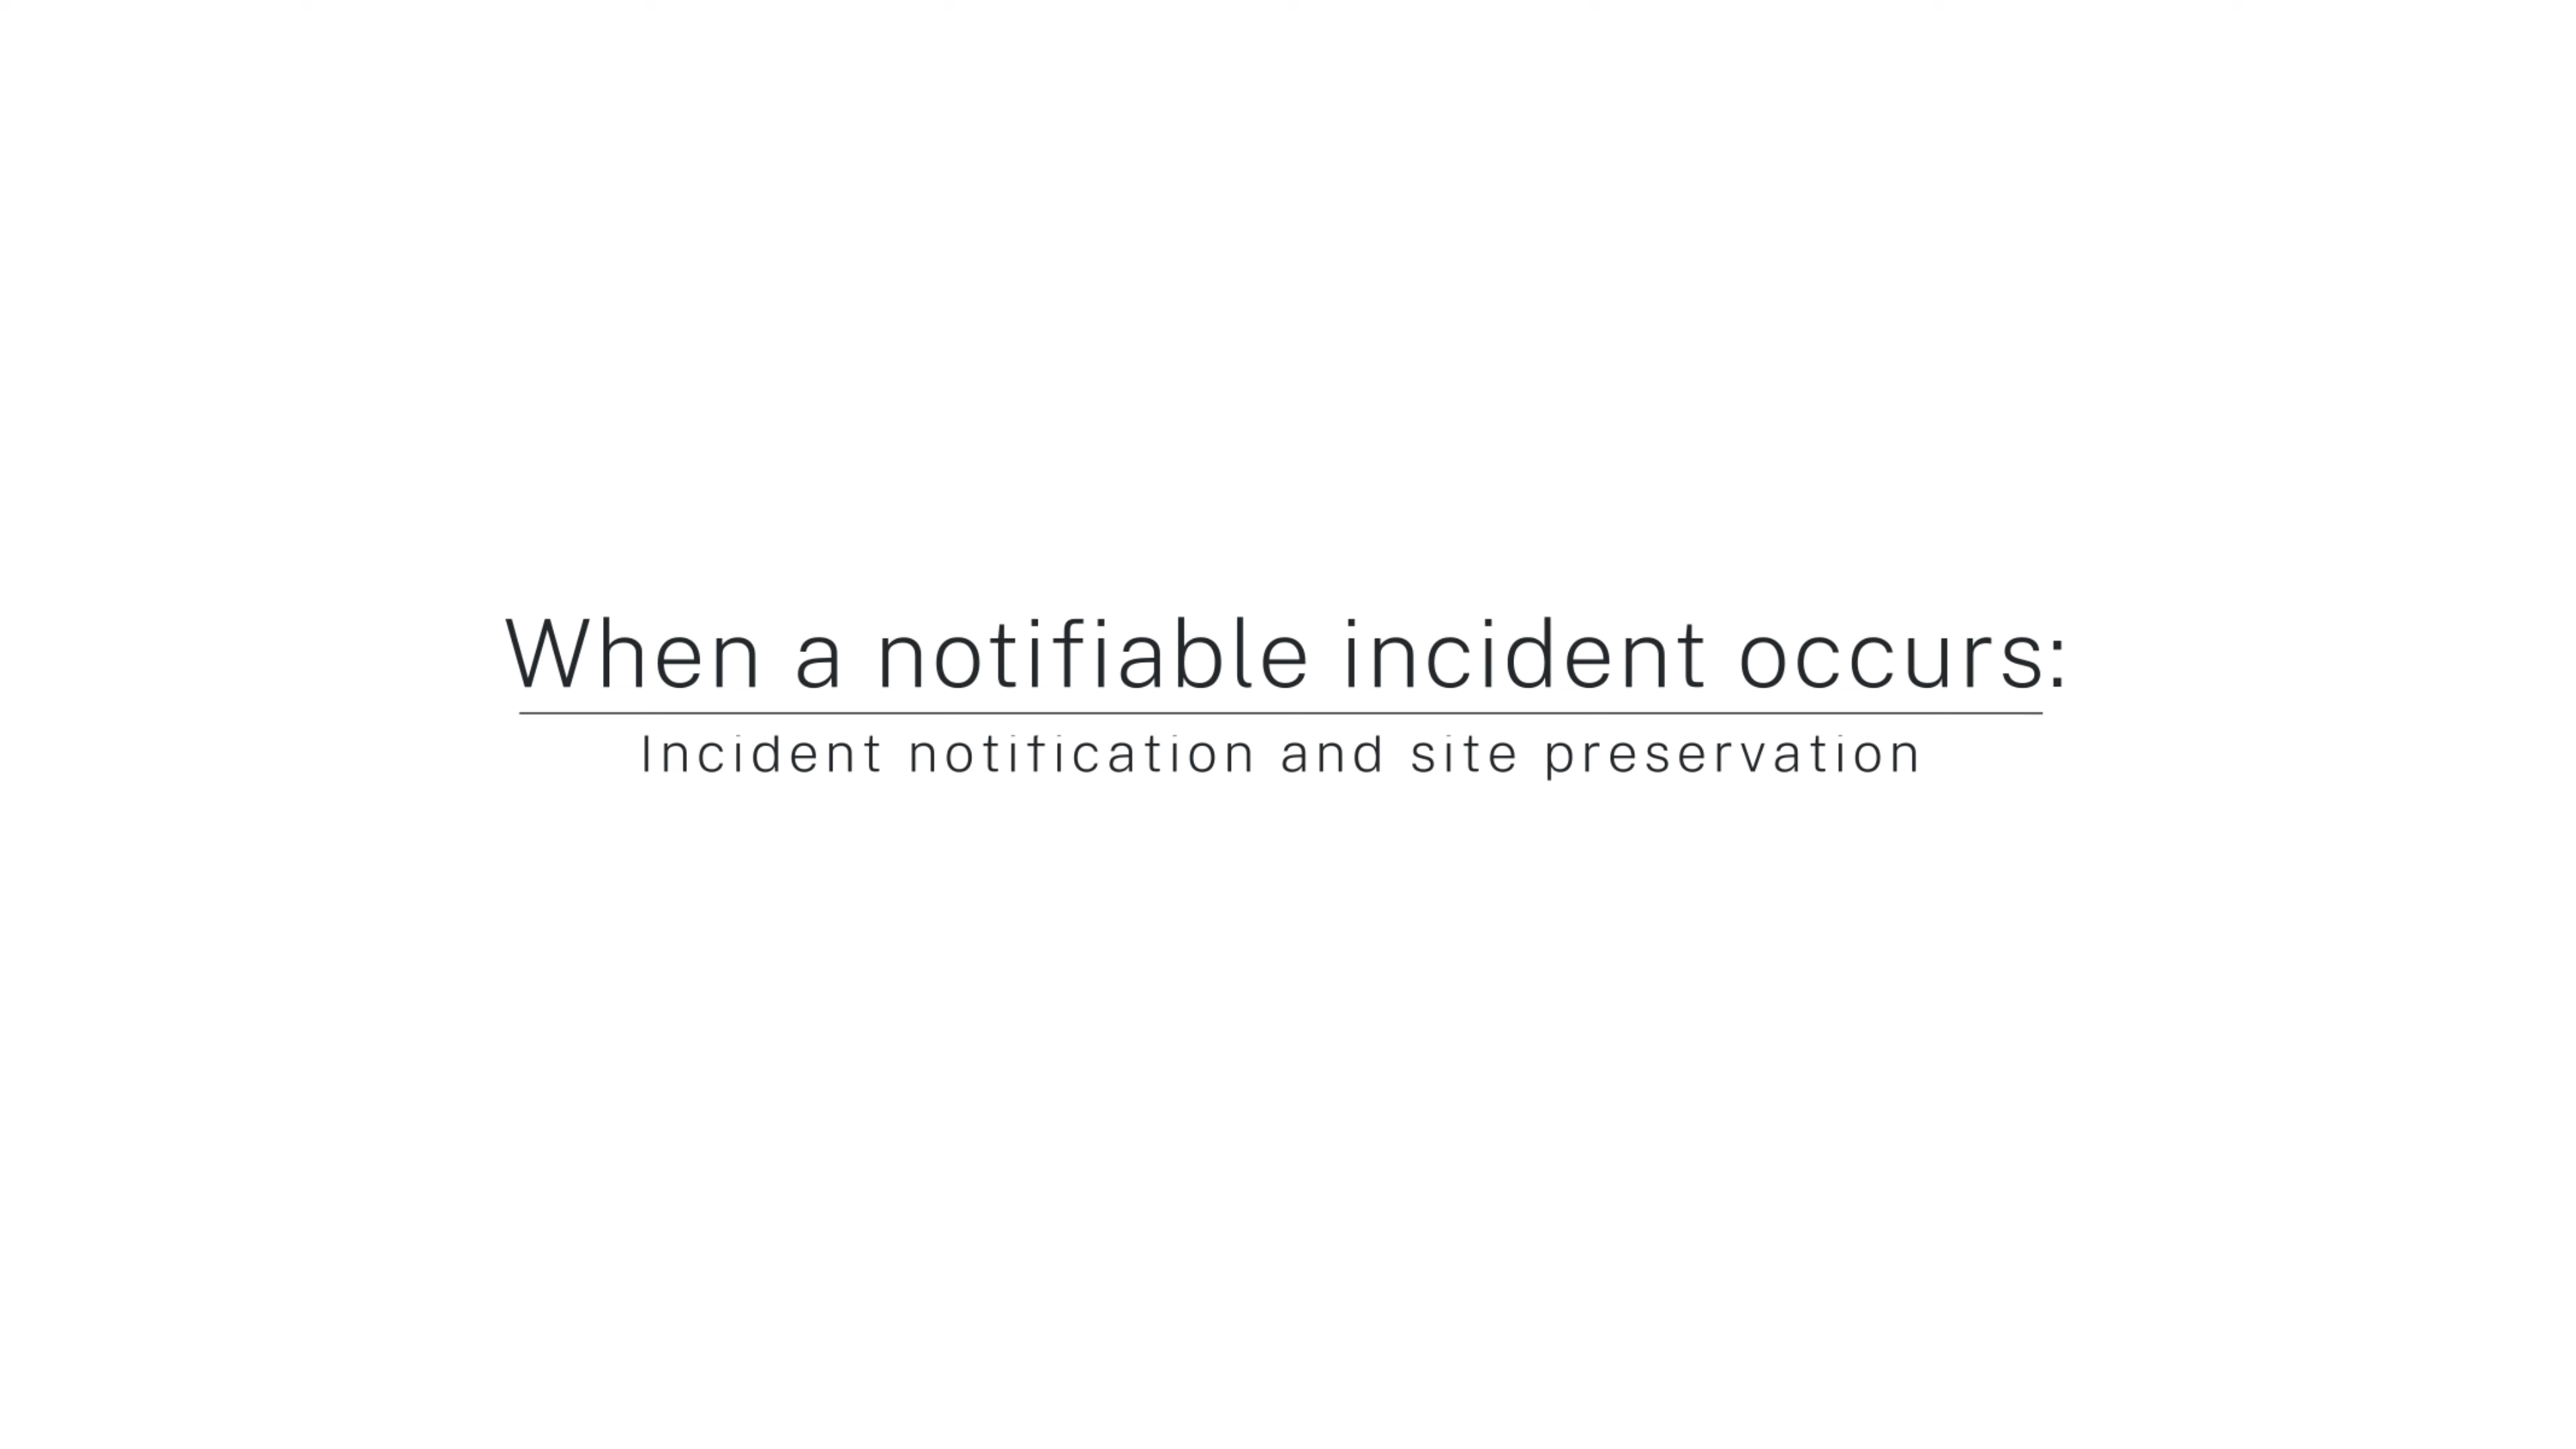 When a notifiable incident occurs:
Incident notification and site preservation